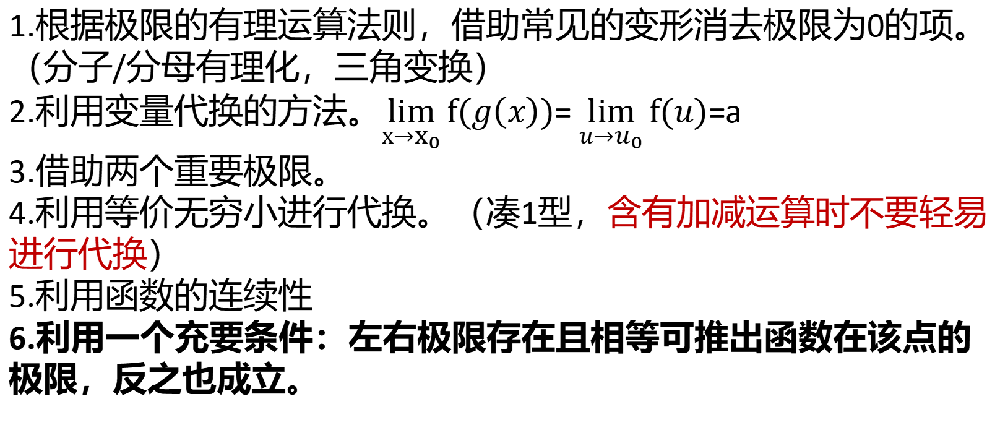 1.根据极限的有理运算法则，借助常见的变形消去极限为0的项。
（分子/分母有理化，三角变换）
2.利用变量代换的方法。 lim x→x₀ f(g(x))= lim u→u₀ f(u)=a
3.借助两个重要极限。
4.利用等价无穷小进行代换。（凑1型，含有加减运算时不要轻易
进行代换）
5.利用函数的连续性
6.利用一个充要条件：左右极限存在且相等可推出函数在该点的
极限，反之也成立。